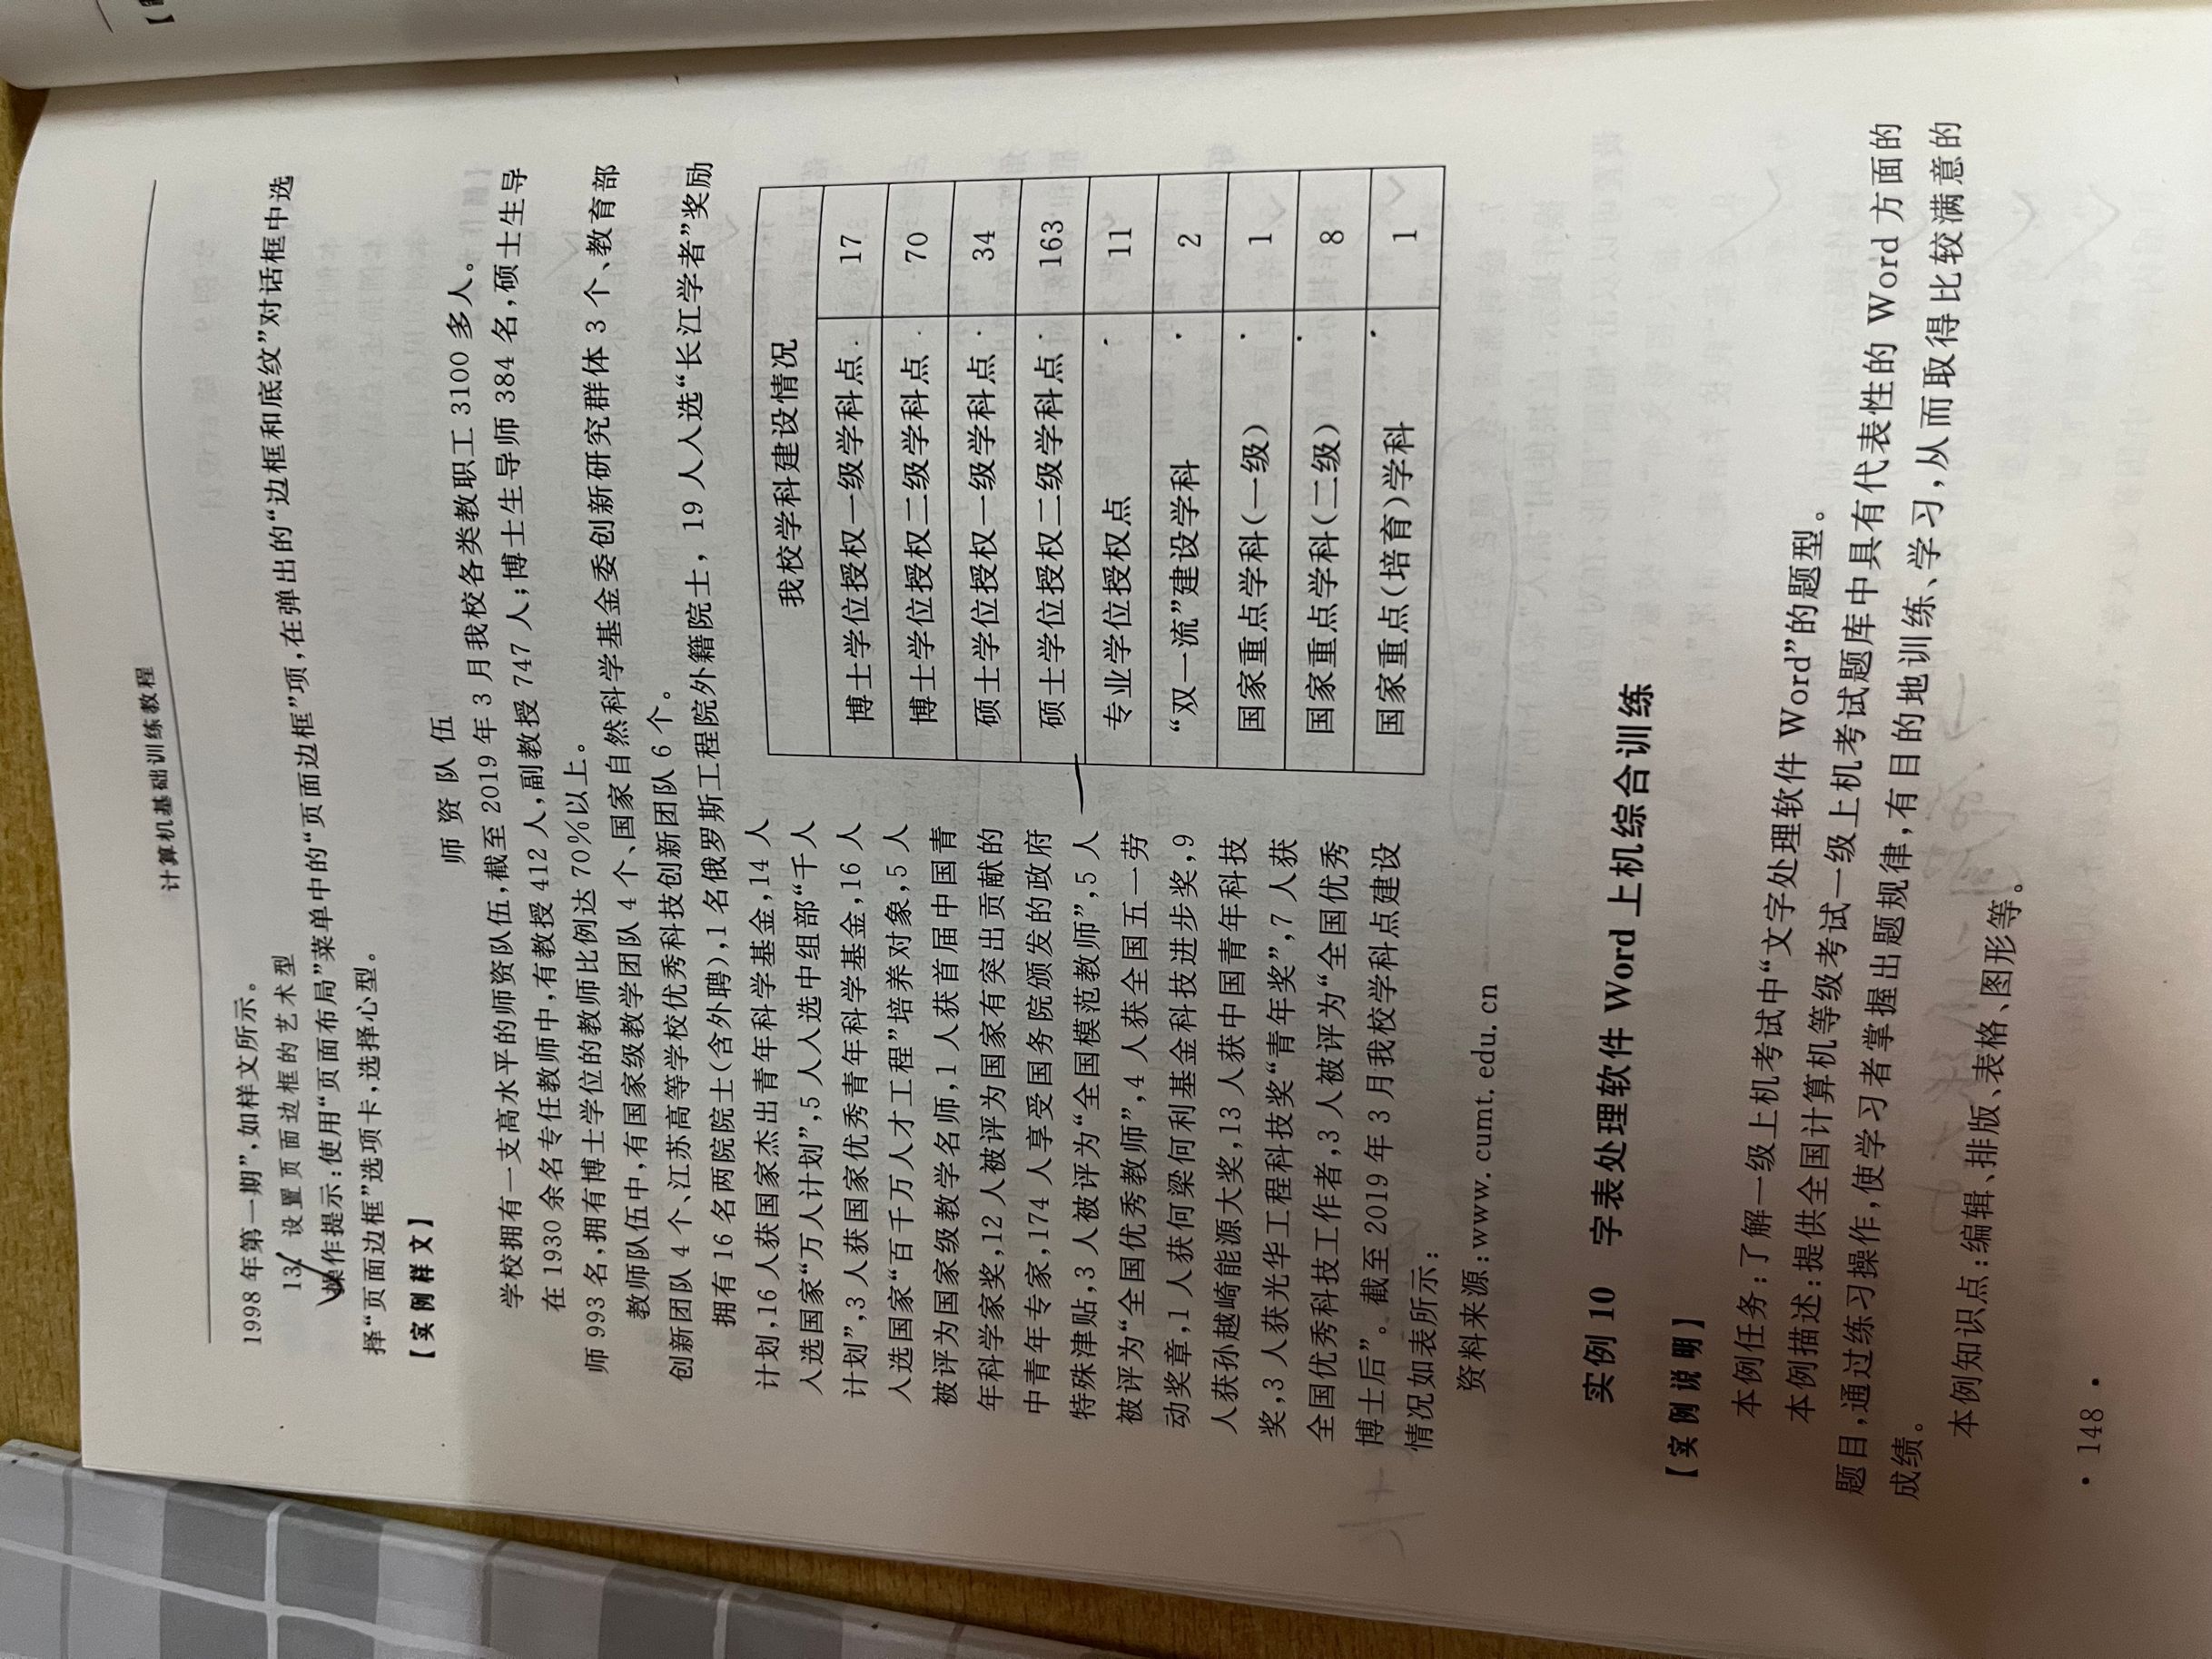 计算机基础训练教程
1998 年第一期”,如样文所示。
13. 设置页面边框的艺术型
操作提示:使用“页面布局”菜单中的“页面边框”项,在弹出的“边框和底纹”对话框中选
择“页面边框”选项卡,选择心型。
【实例样文】
师资队伍
学校拥有一支高水平的师资队伍,截至 2019 年 3 月我校各类教职工 3100 多人。
在 1930 余名专任教师中,有教授 412 人,副教授 747 人;博士生导师 384 名,硕士生导
师 993 名,拥有博士学位的教师比例达 70%以上。
教师队伍中,有国家级教学团队 4 个、国家自然科学基金委创新研究群体 3 个、教育部
创新团队 4 个、江苏高等学校优秀科技创新团队 6 个。
拥有 16 名两院院士(含外聘),1 名俄罗斯工程院外籍院士,19 人入选“长江学者”奖励
计划,16 人获国家杰出青年科学基金,14 人
入选国家“万人计划”,5 人入选中组部“千人
计划”,3 人获国家优秀青年科学基金,16 人
入选国家“百千万人才工程”培养对象,5 人
被评为国家级教学名师,1 人获首届中国青
年科学家奖,12 人被评为国家有突出贡献的
中青年专家,174 人享受国务院颁发的政府
特殊津贴,3 人被评为“全国模范教师”,5 人
被评为“全国优秀教师”,4 人获全国五一劳
动奖章,1 人获何梁何利基金科技进步奖,9
人获孙越崎能源大奖,13 人获中国青年科技
奖,3 人获光华工程科技奖“青年奖”,7 人获
全国优秀科技工作者,3 人被评为“全国优秀
博士后”。截至 2019 年 3 月我校学科点建设
情况如表所示:
我校学科建设情况
博士学位授权一级学科点 17
博士学位授权二级学科点 70
硕士学位授权一级学科点 34
硕士学位授权二级学科点 163
专业学位授权点 11
“双一流”建设学科 2
国家重点学科(一级) 1
国家重点学科(二级) 8
国家重点(培育)学科 1
资料来源:www.cumt.edu.cn
实例 10 字表处理软件 Word 上机综合训练
【实例说明】
本例任务:了解一级上机考试中“文字处理软件 Word”的题型。
本例描述:提供全国计算机等级考试一级上机考试题库中具有代表性的 Word 方面的
题目,通过练习操作,使学习者掌握出题规律,有目的地训练、学习,从而取得比较满意的
成绩。
本例知识点:编辑、排版、表格、图形等。
· 148 ·